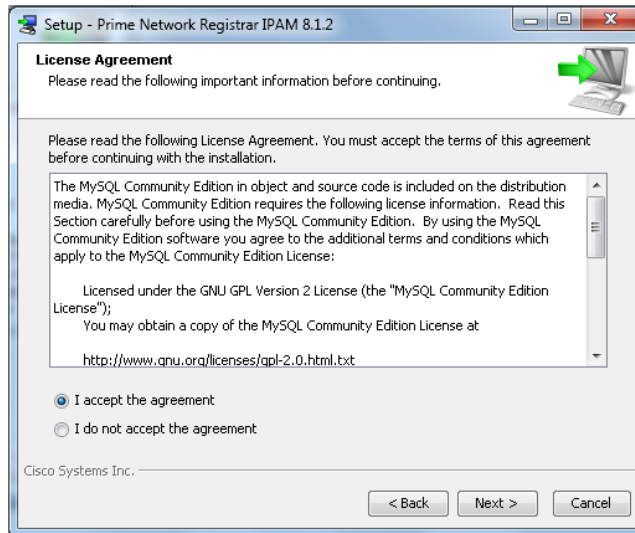 Setup - Prime Network Registrar IPAM 8.1.2
License Agreement
Please read the following important information before continuing.
Please read the following License Agreement. You must accept the terms of this agreement
before continuing with the installation.
The MySQL Community Edition in object and source code is included on the distribution
media. MySQL Community Edition requires the following license information.  Read this
Section carefully before using the MySQL Community Edition.  By using the MySQL
Community Edition software you agree to the additional terms and conditions which
apply to the MySQL Community Edition License:
Licensed under the GNU GPL Version 2 License (the "MySQL Community Edition
License");
You may obtain a copy of the MySQL Community Edition License at
http://www.gnu.org/licenses/gpl-2.0.html.txt
I accept the agreement
I do not accept the agreement
Cisco Systems Inc.
< Back Next > Cancel